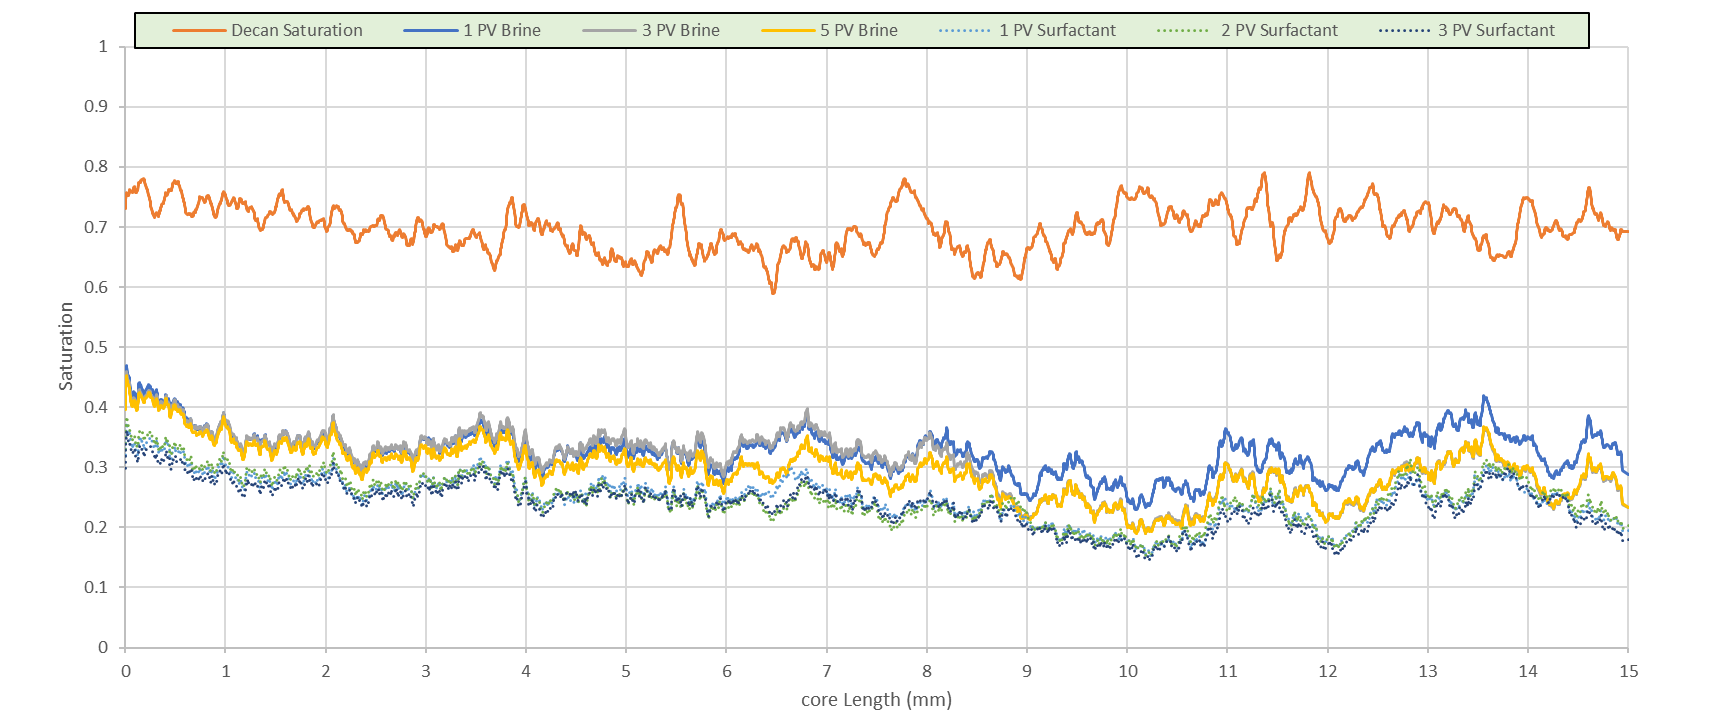 Decan Saturation 1 PV Brine 3 PV Brine 5 PV Brine 1 PV Surfactant 2 PV Surfactant 3 PV Surfactant
1
0.9
0.8
0.7
0.6
0.5
0.4
0.3
0.2
0.1
0
Saturation
0 1 2 3 4 5 6 7 8 9 10 11 12 13 14 15
core Length (mm)